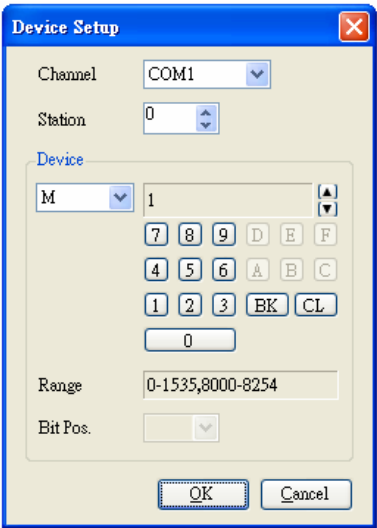 Device Setup
Channel COM1
Station 0
Device
M 1
7 8 9 D E F
4 5 6 A B C
1 2 3 BK CL
0
Range 0-1535,8000-8254
Bit Pos.
OK Cancel